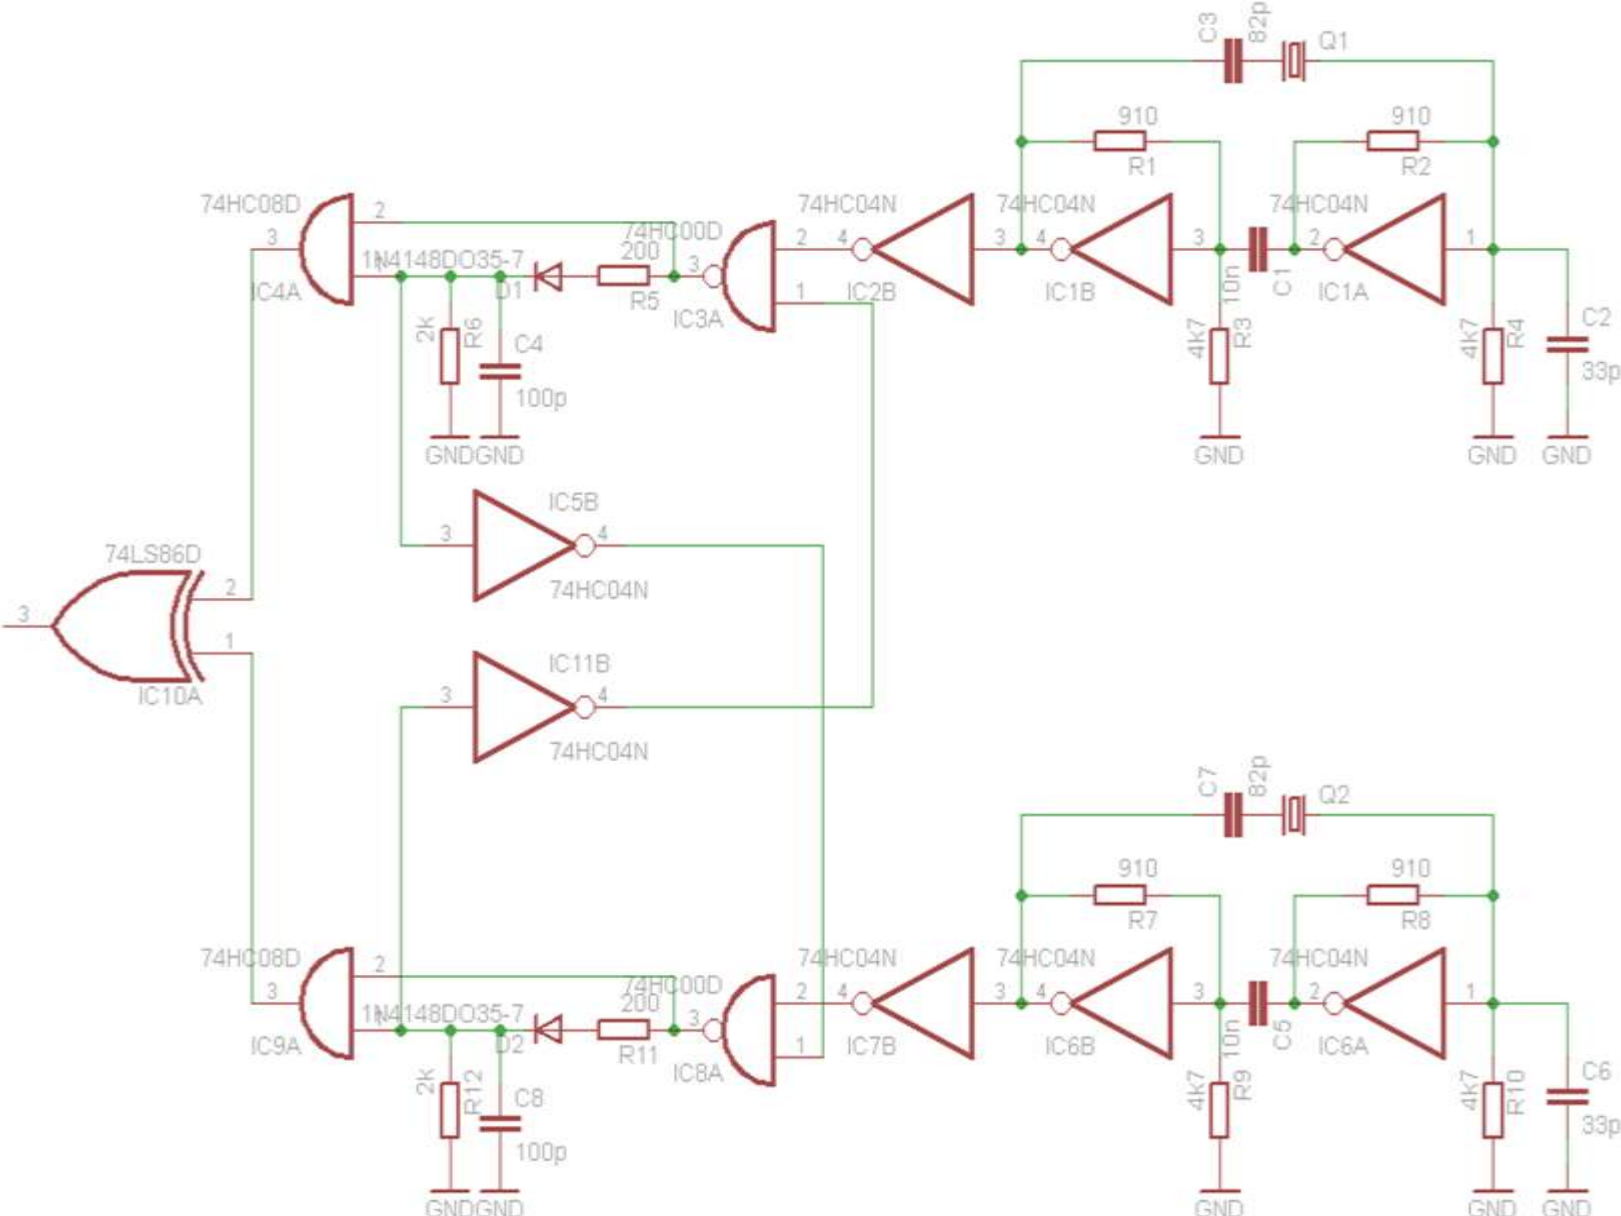 C3
82p
Q1
910
R1
910
R2
74HC08D
2
3
1N4148DO35-7
IC4A
D1
74HC00D
200
R5
3
IC3A
2
1
74HC04N
4
IC2B
3
74HC04N
4
IC1B
3
10n
C1
74HC04N
2
IC1A
1
2k
R6
C4
100p
4k7
R3
4k7
R4
C2
33p
GND
GND
GND
GND
GND
IC5B
3
4
74HC04N
74LS86D
3
2
1
IC10A
IC11B
3
4
74HC04N
C7
82p
Q2
910
R7
910
R8
74HC08D
2
3
1N4148DO35-7
IC9A
D2
74HC00D
200
R11
3
IC8A
2
1
74HC04N
4
IC7B
3
74HC04N
4
IC6B
3
10n
C5
74HC04N
2
IC6A
1
2k
R12
C8
100p
4k7
R9
4k7
R10
C6
33p
GND
GND
GND
GND
GND